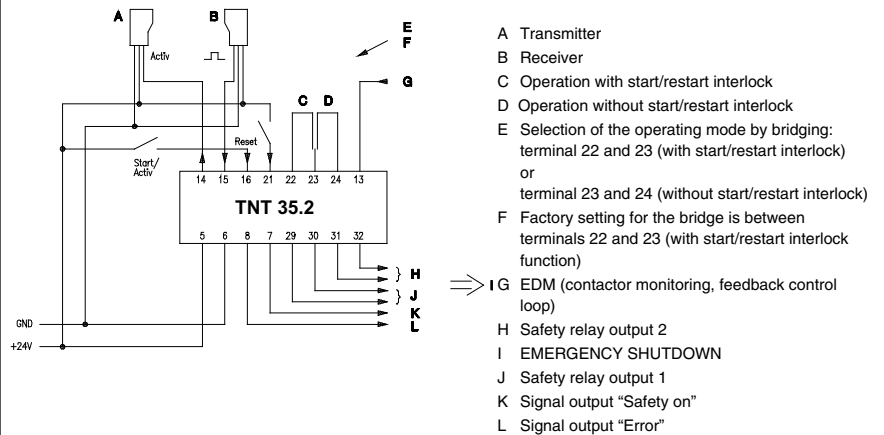 A
B
E
F
Activ
G
C
D
Reset
Start/
Activ
14 15 16 21 22 23 24 13
TNT 35.2
5 6 8 7 29 30 31 32
H
J
K
L
GND
+24V
A Transmitter
B Receiver
C Operation with start/restart interlock
D Operation without start/restart interlock
E Selection of the operating mode by bridging:
terminal 22 and 23 (with start/restart interlock)
or
terminal 23 and 24 (without start/restart interlock)
F Factory setting for the bridge is between
terminals 22 and 23 (with start/restart interlock
function)
I G EDM (contactor monitoring, feedback control
loop)
H Safety relay output 2
I EMERGENCY SHUTDOWN
J Safety relay output 1
K Signal output “Safety on”
L Signal output “Error”